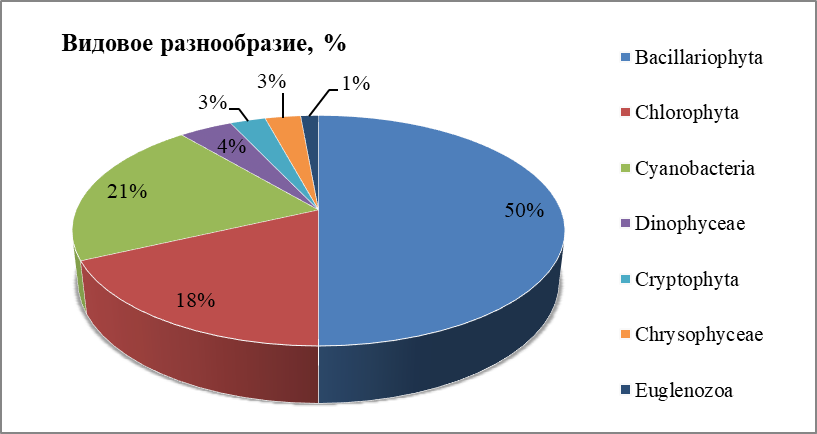 Видовое разнообразие, %
3%
3%
1%
4%
21%
50%
18%
Bacillariophyta
Chlorophyta
Cyanobacteria
Dinophyceae
Cryptophyta
Chrysophyceae
Euglenozoa